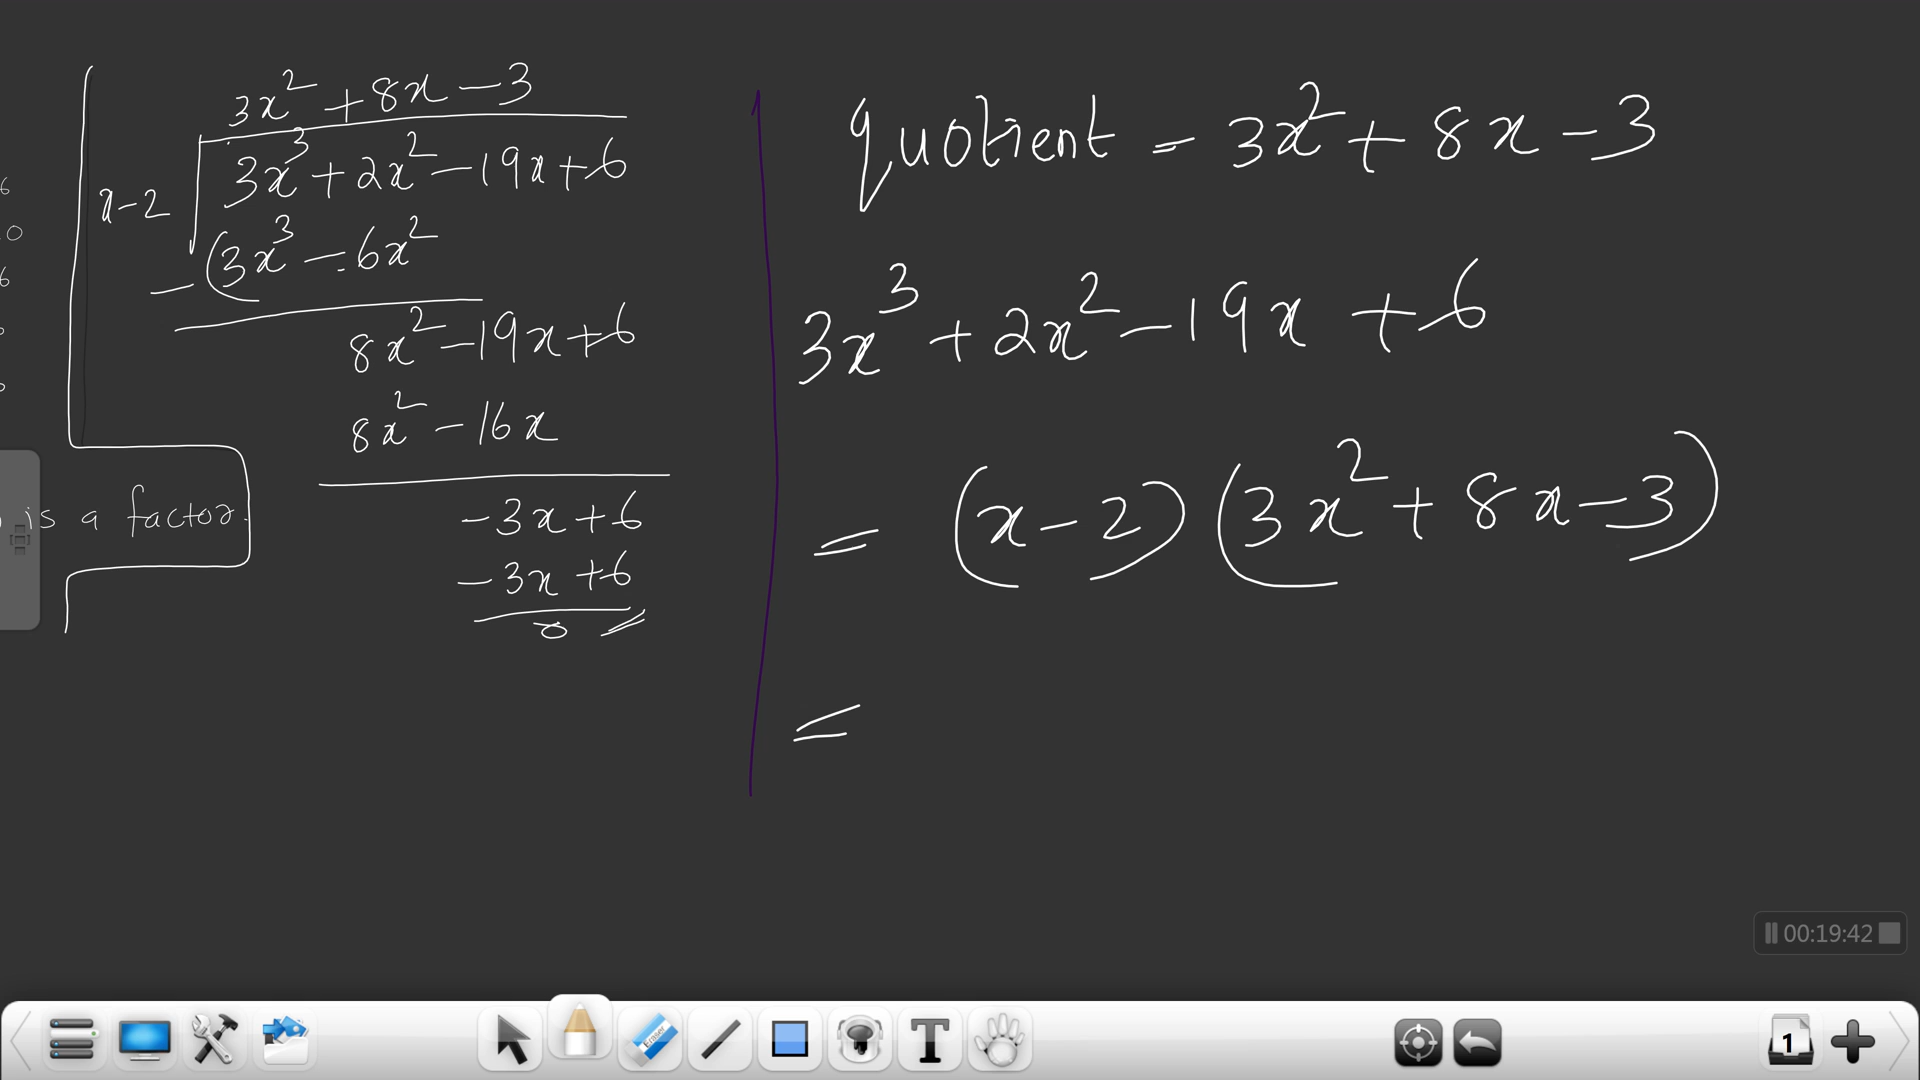 3x² + 8x - 3
x-2 3x³ + 2x² - 19x + 6
- (3x³ - 6x²
8x² - 19x + 6
8x² - 16x
- 3x + 6
- 3x + 6
0
is a factor.
quotient = 3x² + 8x - 3
3x³ + 2x² - 19x + 6
= (x - 2) (3x² + 8x - 3)
=
00:19:42
Eraser
T
1